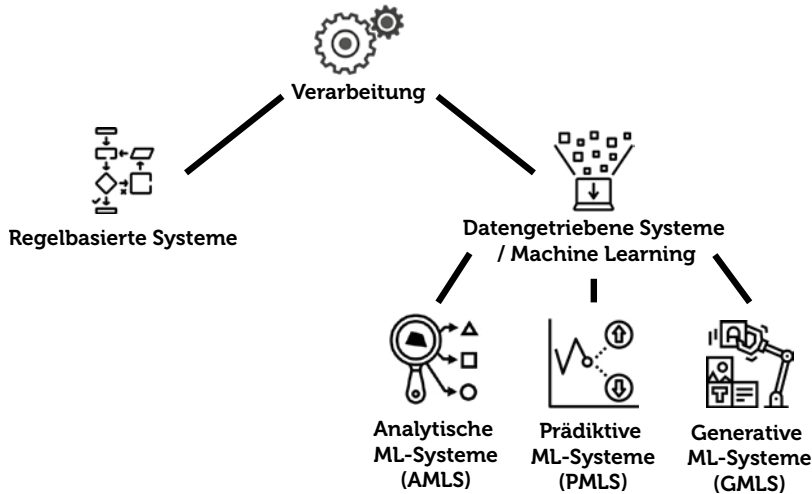 Verarbeitung
Regelbasierte Systeme
Datengetriebene Systeme
/ Machine Learning
Analytische
ML-Systeme
(AMLS)
Prädiktive
ML-Systeme
(PMLS)
Generative
ML-Systeme
(GMLS)